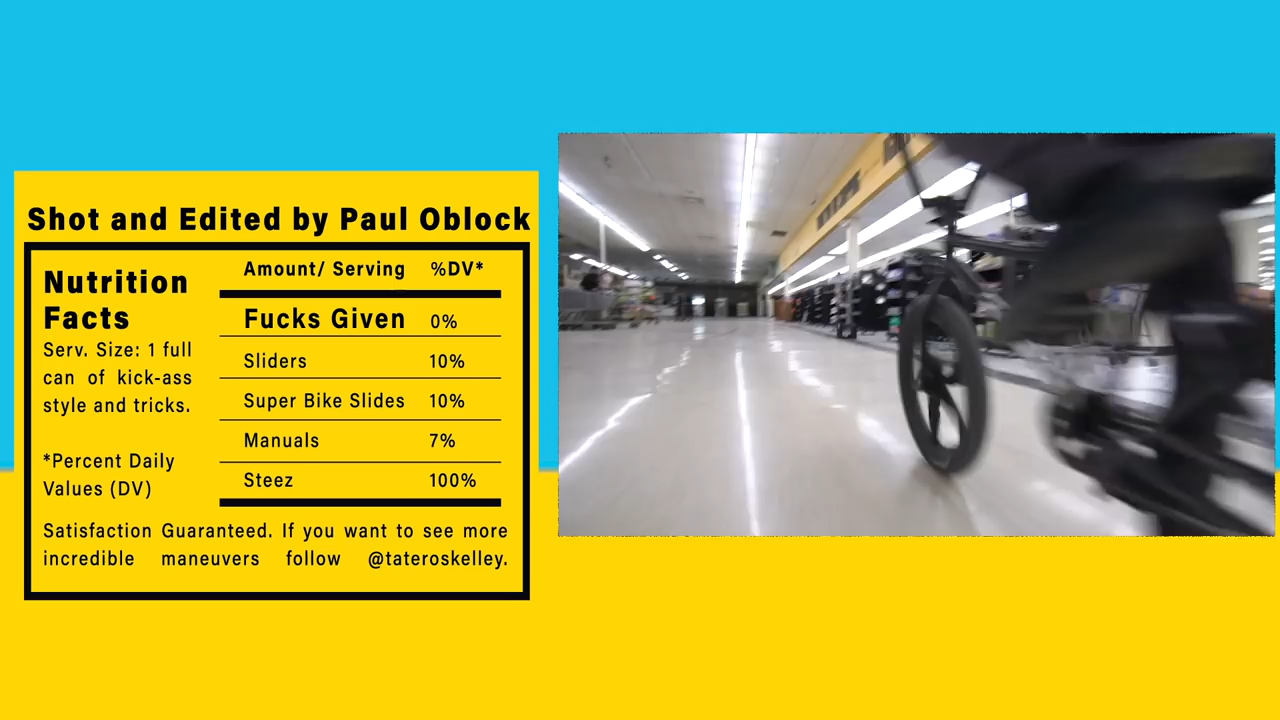 Shot and Edited by Paul Oblock
Nutrition
Facts
Serv. Size: 1 full
can of kick-ass
style and tricks.
*Percent Daily
Values (DV)
Amount/ Serving %DV*
Fucks Given 0%
Sliders 10%
Super Bike Slides 10%
Manuals 7%
Steez 100%
Satisfaction Guaranteed. If you want to see more
incredible maneuvers follow @tateroskelley.